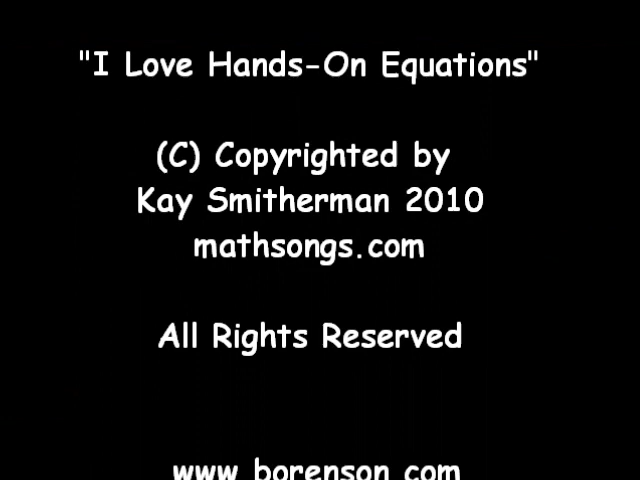 "I Love Hands-On Equations"
(C) Copyrighted by
Kay Smitherman 2010
mathsongs.com
All Rights Reserved
www.borenson.com